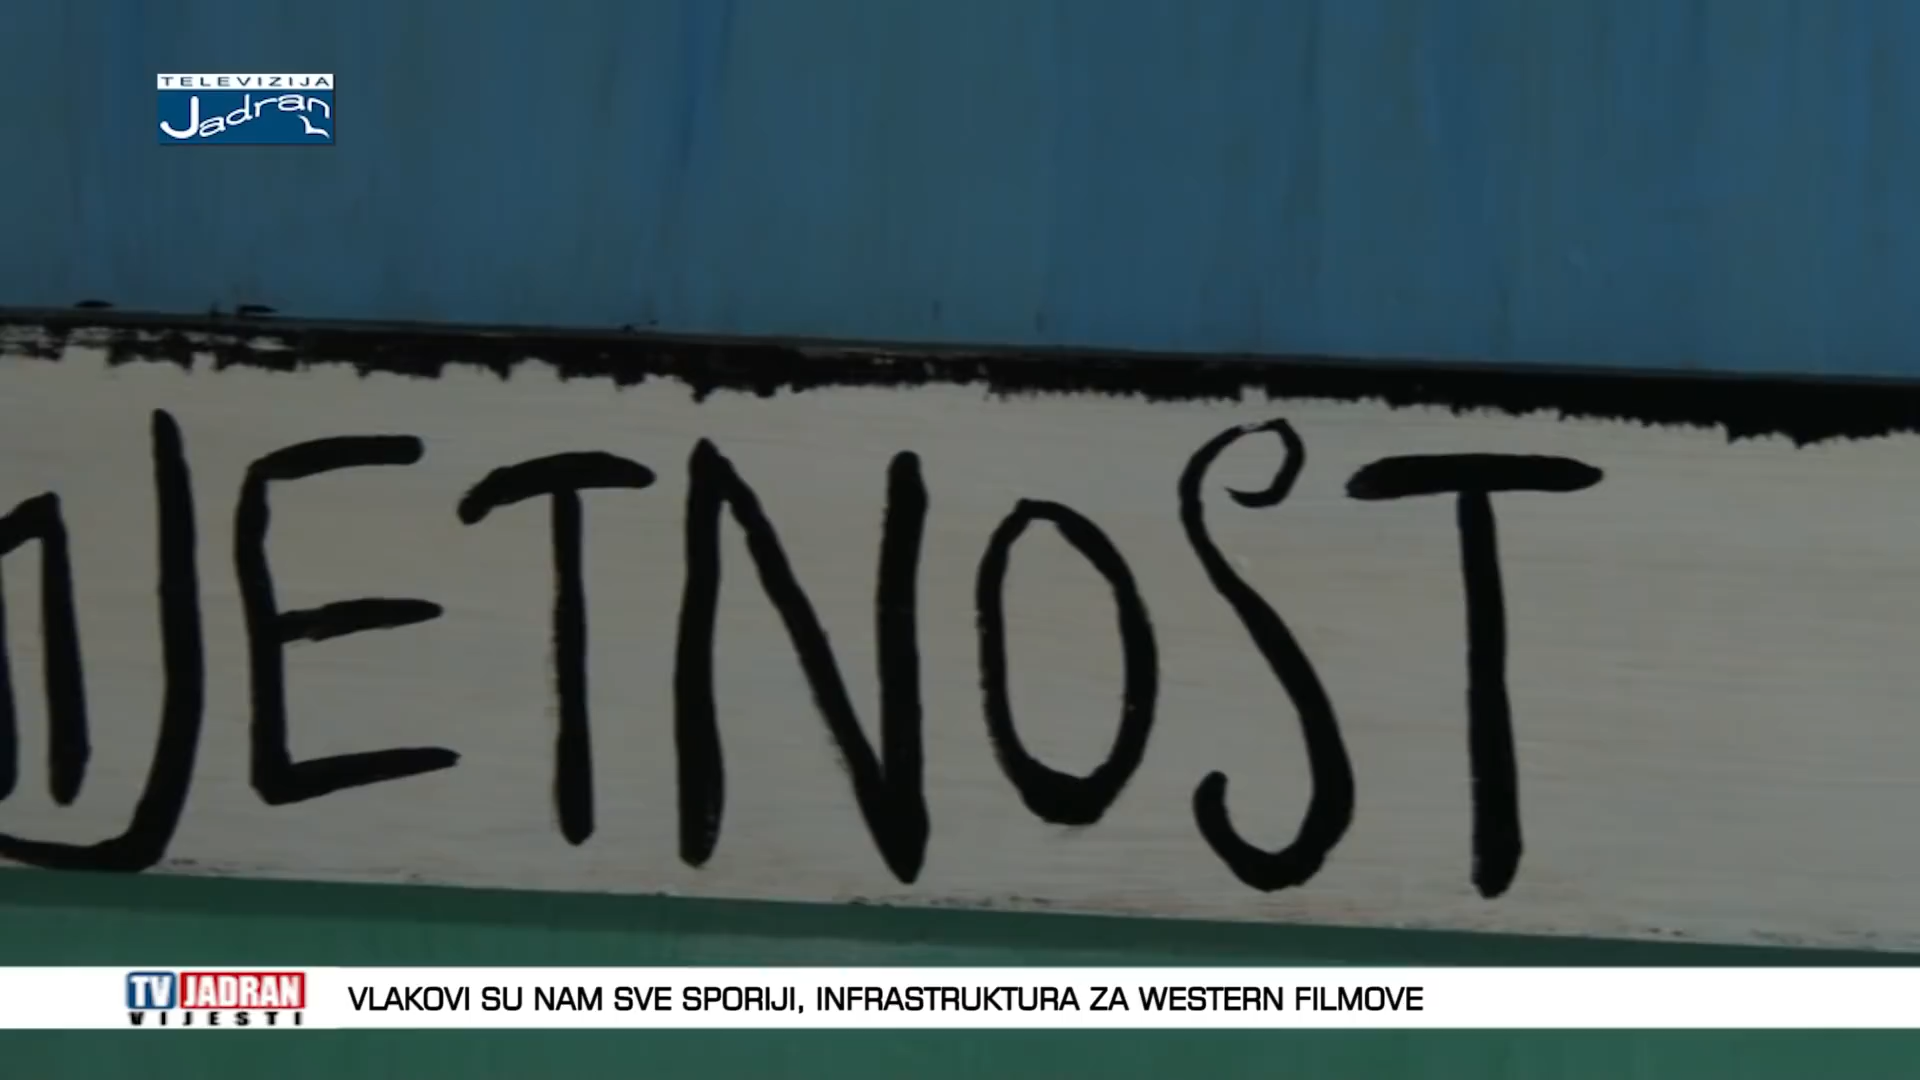 TELEVIZIJA
Jadran
JETNOST
TV JADRAN
VIJESTI
VLAKOVI SU NAM SVE SPORIJI, INFRASTRUKTURA ZA WESTERN FILMOVE